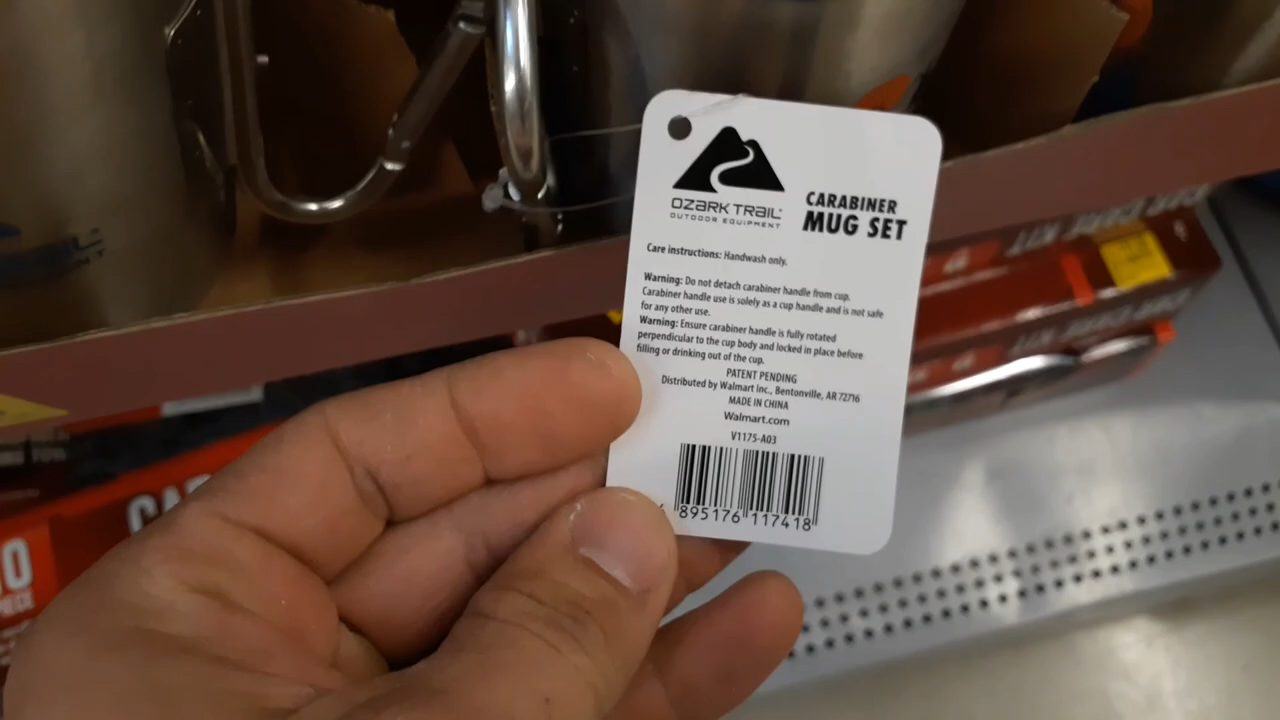 OZARK TRAIL
OUTDOOR EQUIPMENT
CARABINER
MUG SET
Care instructions: Handwash only.
Warning: Do not detach carabiner handle from cup.
Carabiner handle use is solely as a cup handle and is not safe
for any other use.
Warning: Ensure carabiner handle is fully rotated
perpendicular to the cup body and locked in place before
filling or drinking out of the cup.
PATENT PENDING
Distributed by Walmart Inc., Bentonville, AR 72716
MADE IN CHINA
Walmart.com
V1175-A03
895176 117418
CAR CARE KIT